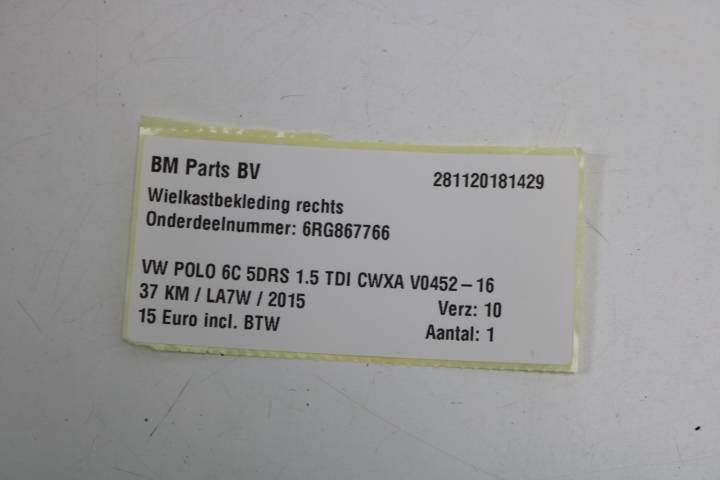 BM Parts BV 281120181429
Wielkastbekleding rechts
Onderdeelnummer: 6RG867766
VW POLO 6C 5DRS 1.5 TDI CWXA V0452-16
37 KM / LA7W / 2015 Verz: 10
15 Euro incl. BTW Aantal: 1